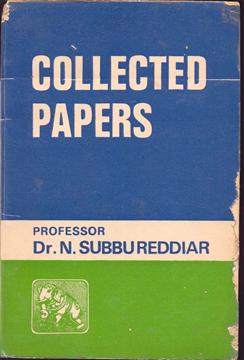 COLLECTED
PAPERS
PROFESSOR
Dr. N. SUBBU REDDIAR